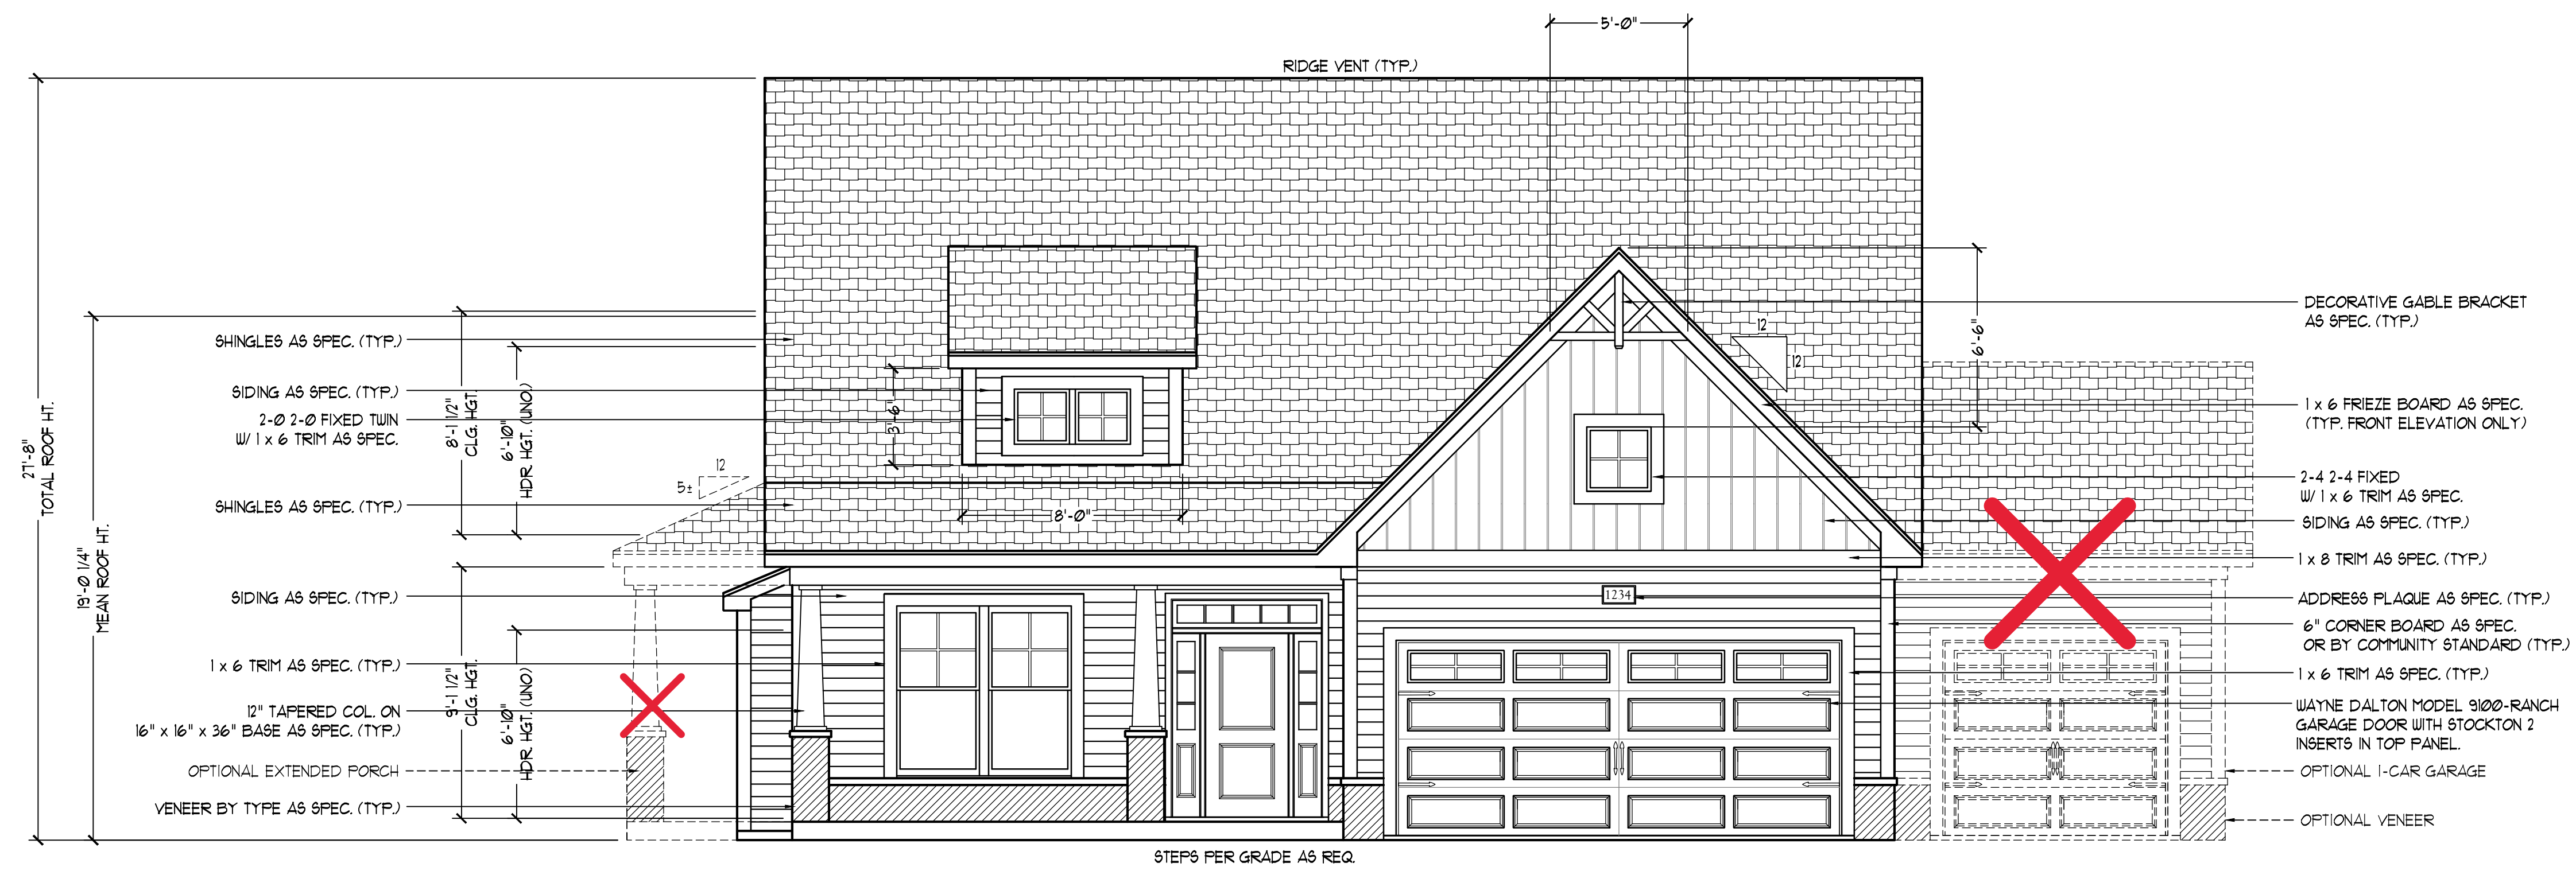 5'-0"
RIDGE VENT (TYP.)
27'-8"
TOTAL ROOF HT.
19'-0 1/4"
MEAN ROOF HT.
SHINGLES AS SPEC. (TYP.)
SIDING AS SPEC. (TYP.)
2-0 2-0 FIXED TWIN
W/ 1 x 6 TRIM AS SPEC.
8'-1 1/2"
CLG. HGT.
6'-10"
HDR HGT. (UNO.)
12
5±
SHINGLES AS SPEC. (TYP.)
SIDING AS SPEC. (TYP.)
1 x 6 TRIM AS SPEC. (TYP.)
12" TAPERED COL. ON
16" x 16" x 36" BASE AS SPEC. (TYP.)
OPTIONAL EXTENDED PORCH
VENEER BY TYPE AS SPEC. (TYP.)
9'-1 1/2"
CLG. HGT.
6'-10"
HDR HGT. (UNO)
3'-6"
8'-0"
12
12
6'-6"
1234
DECORATIVE GABLE BRACKET
AS SPEC. (TYP.)
1 x 6 FRIEZE BOARD AS SPEC.
(TYP. FRONT ELEVATION ONLY)
2-4 2-4 FIXED
W/ 1 x 6 TRIM AS SPEC.
SIDING AS SPEC. (TYP.)
1 x 8 TRIM AS SPEC. (TYP.)
ADDRESS PLAQUE AS SPEC. (TYP.)
6" CORNER BOARD AS SPEC.
OR BY COMMUNITY STANDARD (TYP.)
1 x 6 TRIM AS SPEC. (TYP.)
WAYNE DALTON MODEL 9100-RANCH
GARAGE DOOR WITH STOCKTON 2
INSERTS IN TOP PANEL.
OPTIONAL 1-CAR GARAGE
OPTIONAL VENEER
STEPS PER GRADE AS REQ.